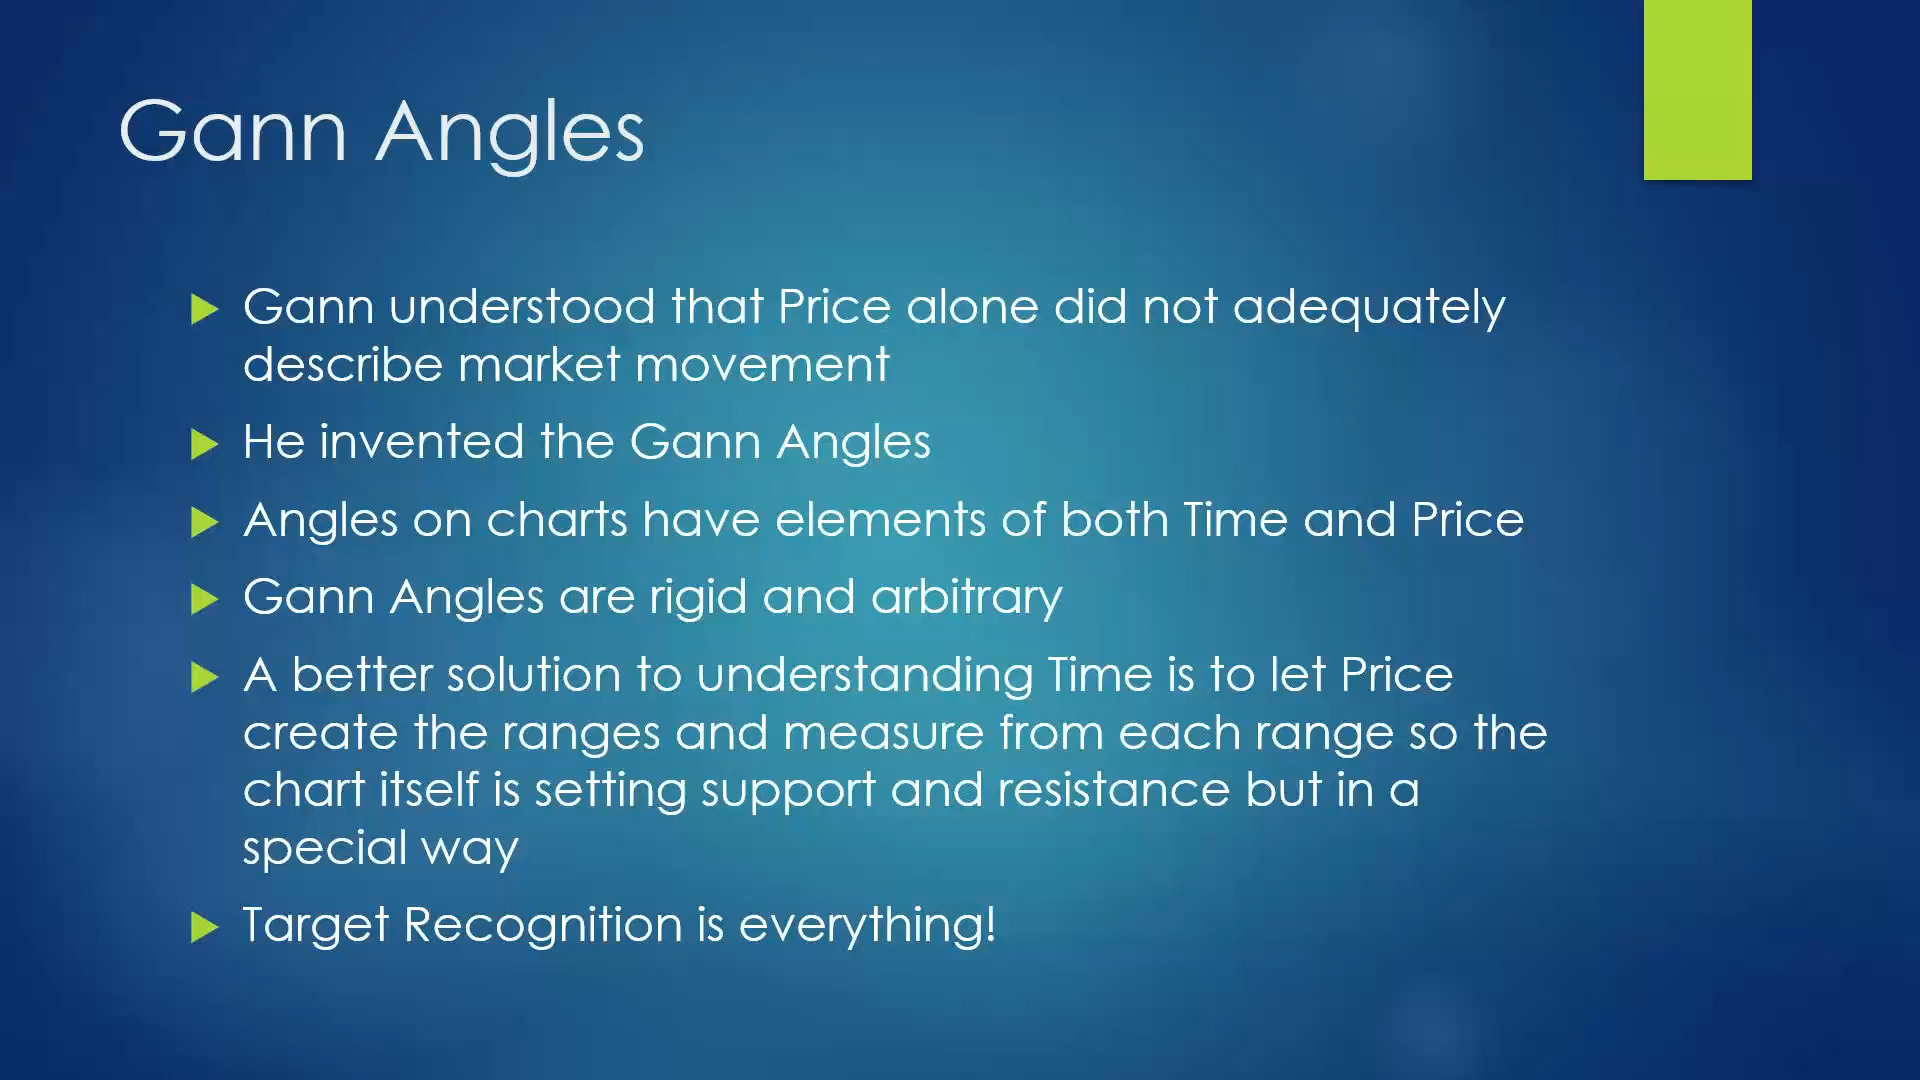 Gann Angles
Gann understood that Price alone did not adequately
describe market movement
He invented the Gann Angles
Angles on charts have elements of both Time and Price
Gann Angles are rigid and arbitrary
A better solution to understanding Time is to let Price
create the ranges and measure from each range so the
chart itself is setting support and resistance but in a
special way
Target Recognition is everything!